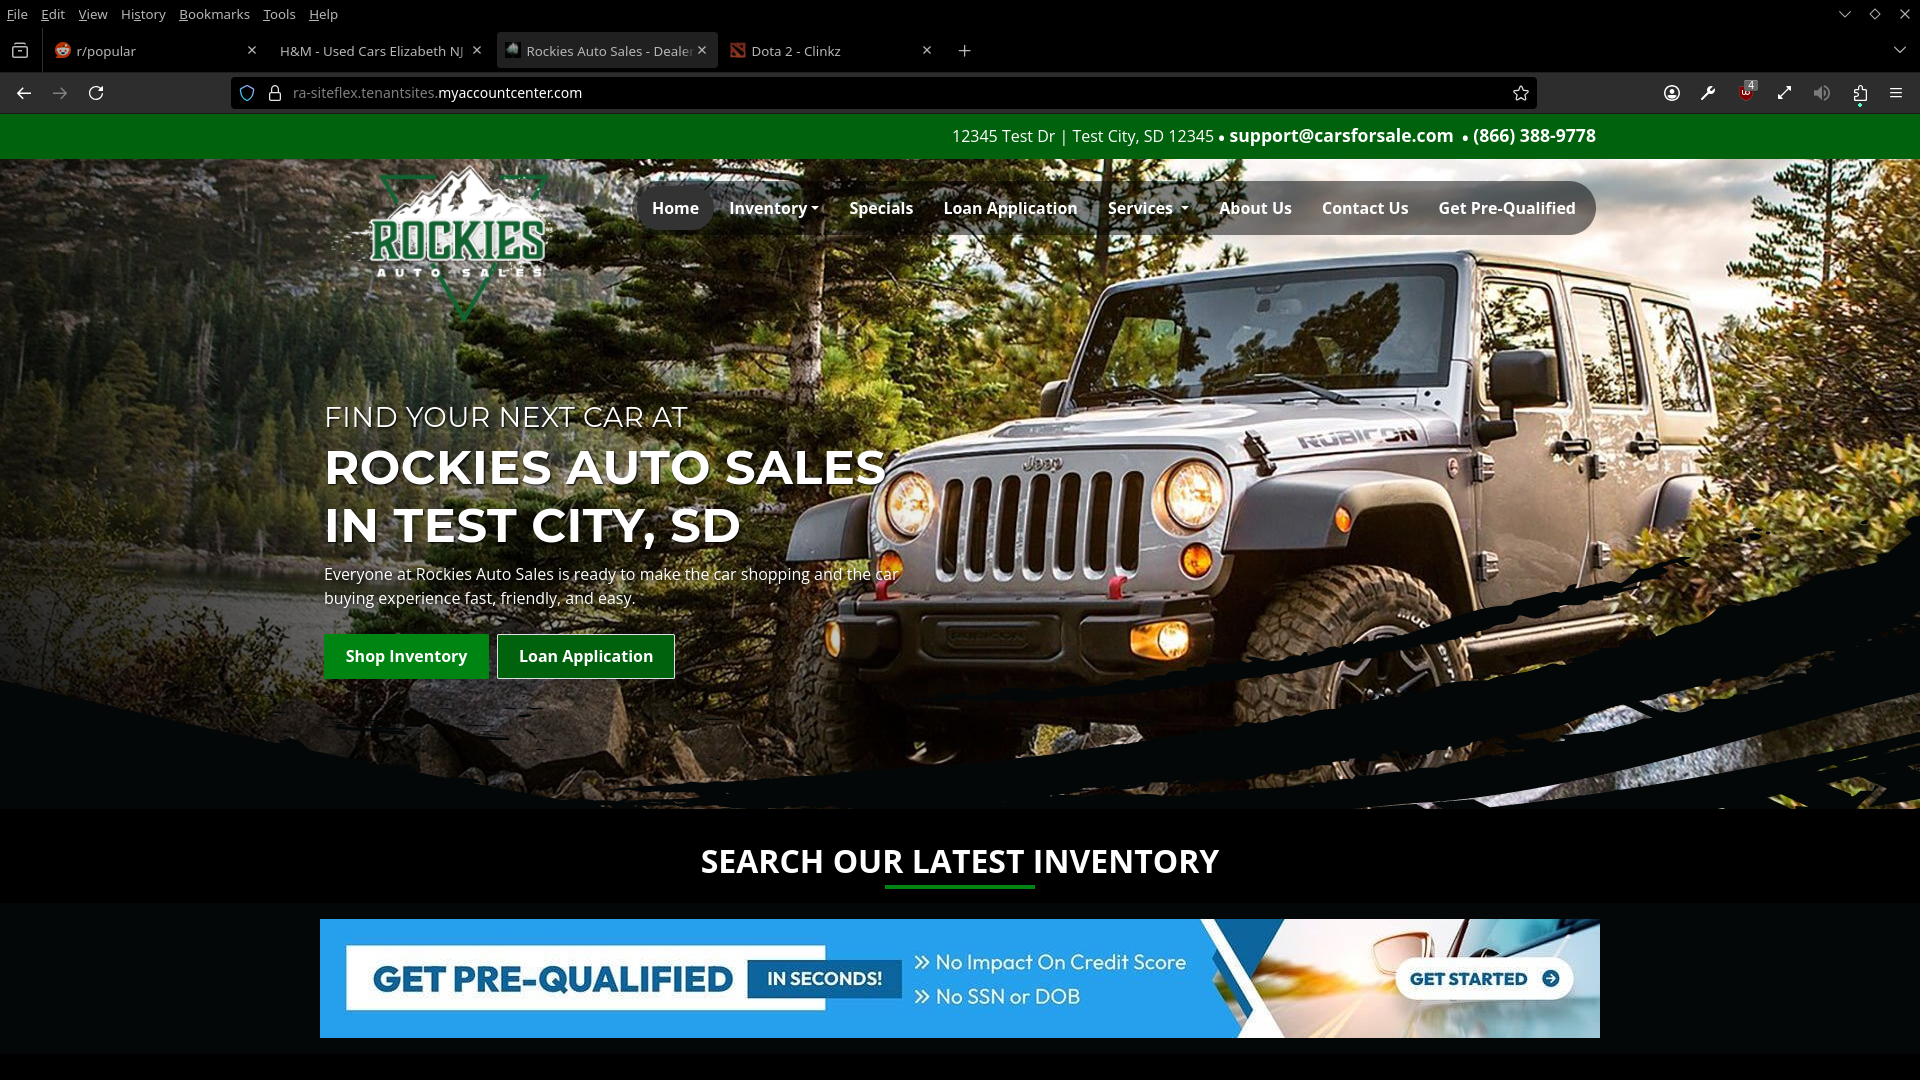 File Edit View History Bookmarks Tools Help
r/popular
H&M - Used Cars Elizabeth NJ
Rockies Auto Sales - Dealer
Dota 2 - Clinkz
ra-siteflex.tenantsites.myaccountcenter.com
4
12345 Test Dr | Test City, SD 12345 • support@carsforsale.com • (866) 388-9778
ROCKIES
AUTO SALES
Home Inventory Specials Loan Application Services About Us Contact Us Get Pre-Qualified
RUBICON
Jeep
FIND YOUR NEXT CAR AT
ROCKIES AUTO SALES
IN TEST CITY, SD
Everyone at Rockies Auto Sales is ready to make the car shopping and the car
buying experience fast, friendly, and easy.
RUBICON
Shop Inventory Loan Application
SEARCH OUR LATEST INVENTORY
GET PRE-QUALIFIED IN SECONDS!
» No Impact On Credit Score
» No SSN or DOB
GET STARTED